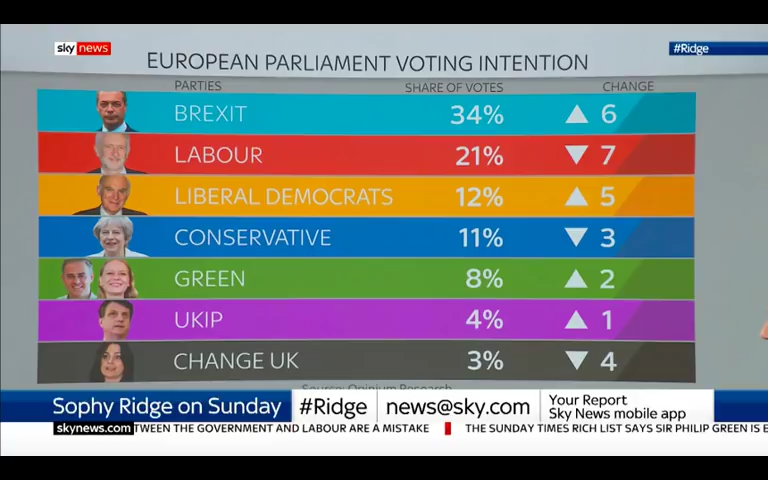 sky news
#Ridge
EUROPEAN PARLIAMENT VOTING INTENTION
PARTIES SHARE OF VOTES CHANGE
BREXIT 34% ▲ 6
LABOUR 21% ▼ 7
LIBERAL DEMOCRATS 12% ▲ 5
CONSERVATIVE 11% ▼ 3
GREEN 8% ▲ 2
UKIP 4% ▲ 1
CHANGE UK 3% ▼ 4
Source: Opinium Research
Sophy Ridge on Sunday #Ridge news@sky.com Your Report
Sky News mobile app
skynews.com TWEEN THE GOVERNMENT AND LABOUR ARE A MISTAKE THE SUNDAY TIMES RICH LIST SAYS SIR PHILIP GREEN IS